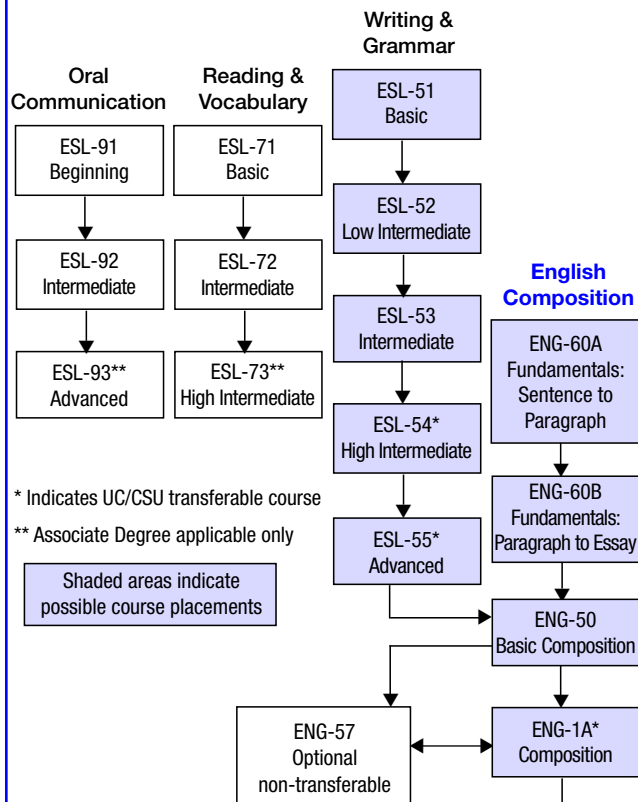 Oral
Communication
ESL-91
Beginning
ESL-92
Intermediate
ESL-93**
Advanced
Reading &
Vocabulary
ESL-71
Basic
ESL-72
Intermediate
ESL-73**
High Intermediate
Writing &
Grammar
ESL-51
Basic
ESL-52
Low Intermediate
ESL-53
Intermediate
ESL-54*
High Intermediate
ESL-55*
Advanced
English
Composition
ENG-60A
Fundamentals:
Sentence to
Paragraph
ENG-60B
Fundamentals:
Paragraph to Essay
ENG-50
Basic Composition
ENG-1A*
Composition
ENG-57
Optional
non-transferable
* Indicates UC/CSU transferable course
** Associate Degree applicable only
Shaded areas indicate
possible course placements